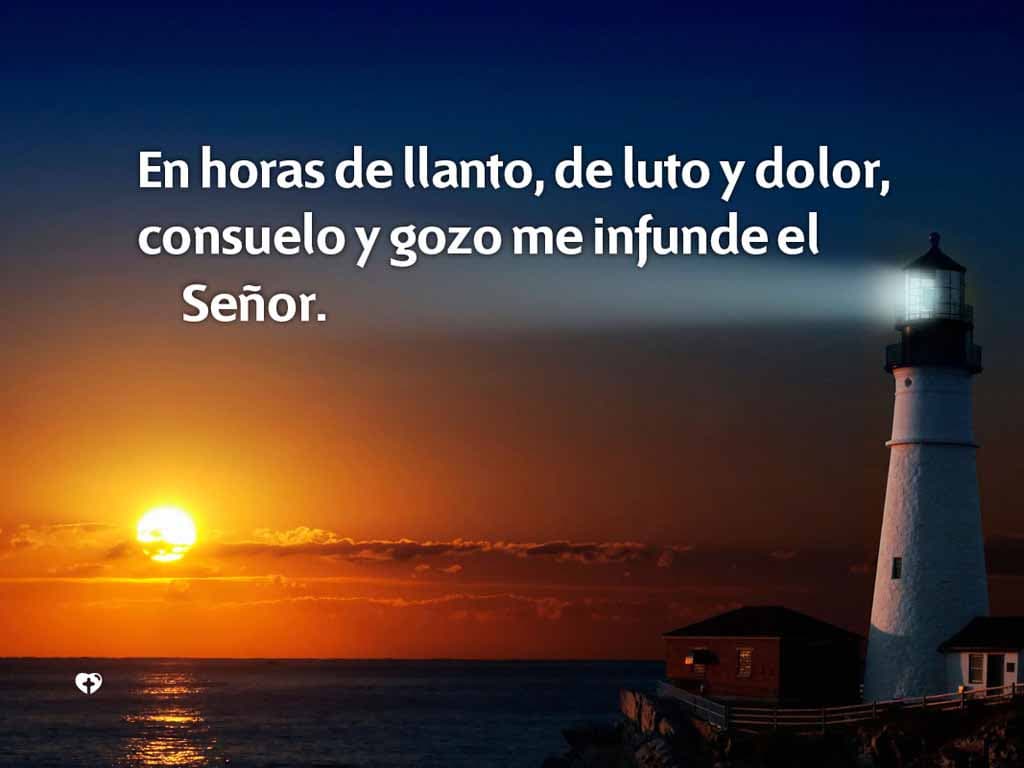 En horas de llanto, de luto y dolor,
consuelo y gozo me infunde el
Señor.